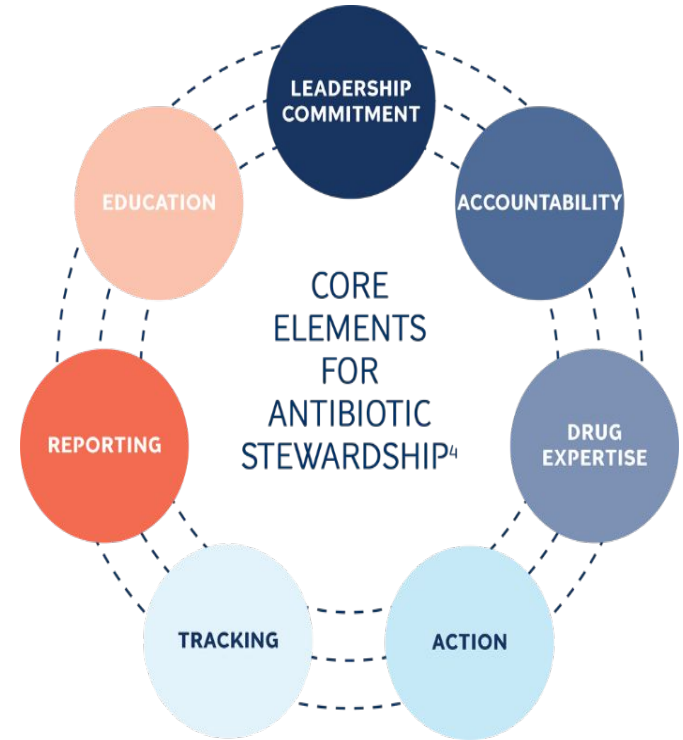 LEADERSHIP
COMMITMENT
ACCOUNTABILITY
DRUG
EXPERTISE
ACTION
TRACKING
REPORTING
EDUCATION
CORE
ELEMENTS
FOR
ANTIBIOTIC
STEWARDSHIP⁴